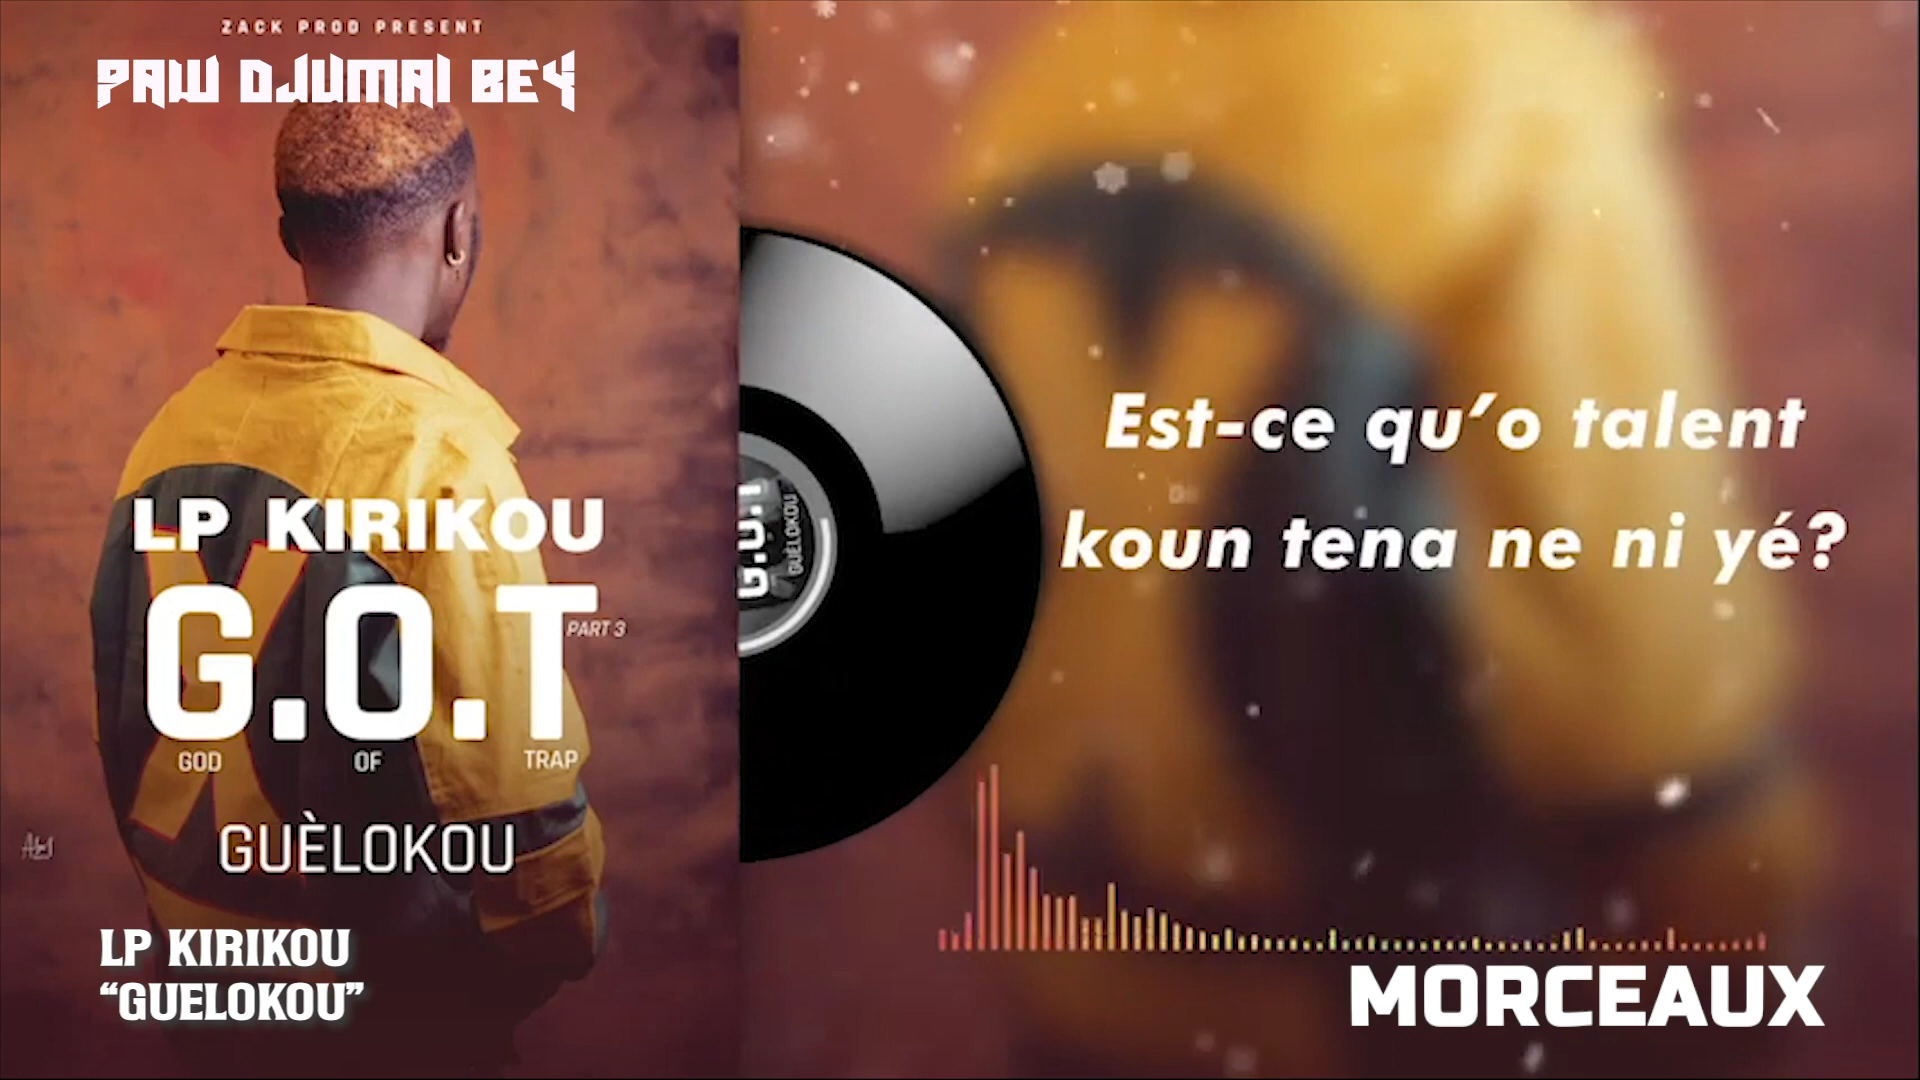 ZACK PROD PRESENT
PAW DJUMAI BEY
LP KIRIKOU
G.O.T
PART 3
GOD OF TRAP
GUÈLOKOU
LP KIRIKOU
“GUELOKOU”
G.O.T
GUÈLOKOU
Est-ce qu’o talent
koun tena ne ni yé?
MORCEAUX